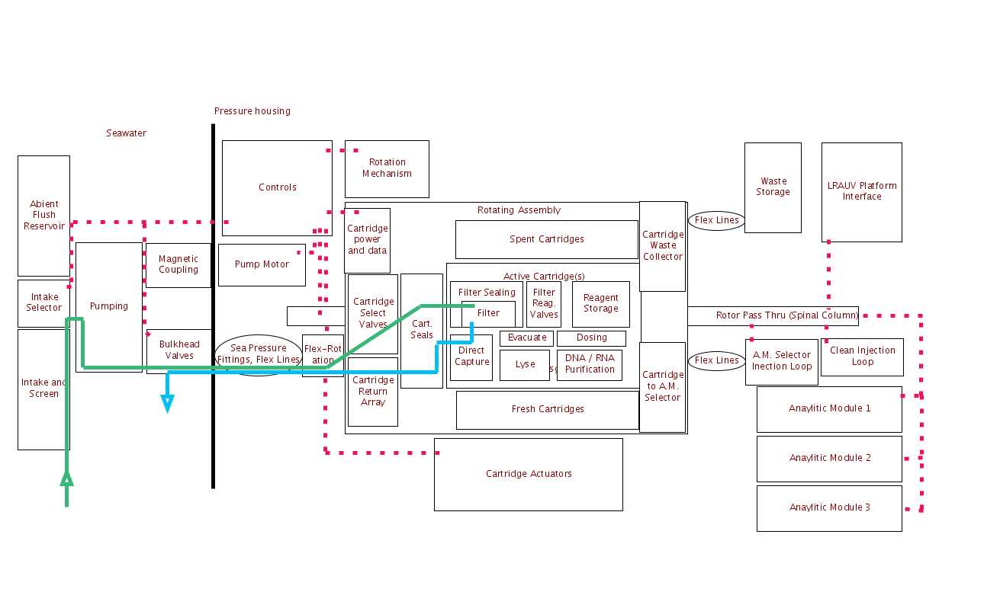 Pressure housing
Seawater
Abient
Flush
Reservoir
Intake
Selector
Intake and
Screen
Pumping
Magnetic
Coupling
Bulkhead
Valves
Controls
Pump Motor
Sea Pressure
Fittings, Flex Lines
Flex-Rot
ation
Rotation
Mechanism
Rotating Assembly
Cartridge
power
and data
Cartridge
Select
Valves
Cartridge
Return
Array
Cart.
Seals
Spent Cartridges
Active Cartridge(s)
Filter Sealing
Filter
Filter
Reag.
Valves
Reagent
Storage
Direct
Capture
Evacuate
Dosing
Lyse
DNA / RNA
Purification
Fresh Cartridges
Cartridge Actuators
Cartridge
Waste
Collector
Cartridge
to A.M.
Selector
Flex Lines
Flex Lines
Waste
Storage
LRAUV Platform
Interface
Rotor Pass Thru (Spinal Column)
A.M. Selector
Inection Loop
Clean Injection
Loop
Anaylitic Module 1
Anaylitic Module 2
Anaylitic Module 3